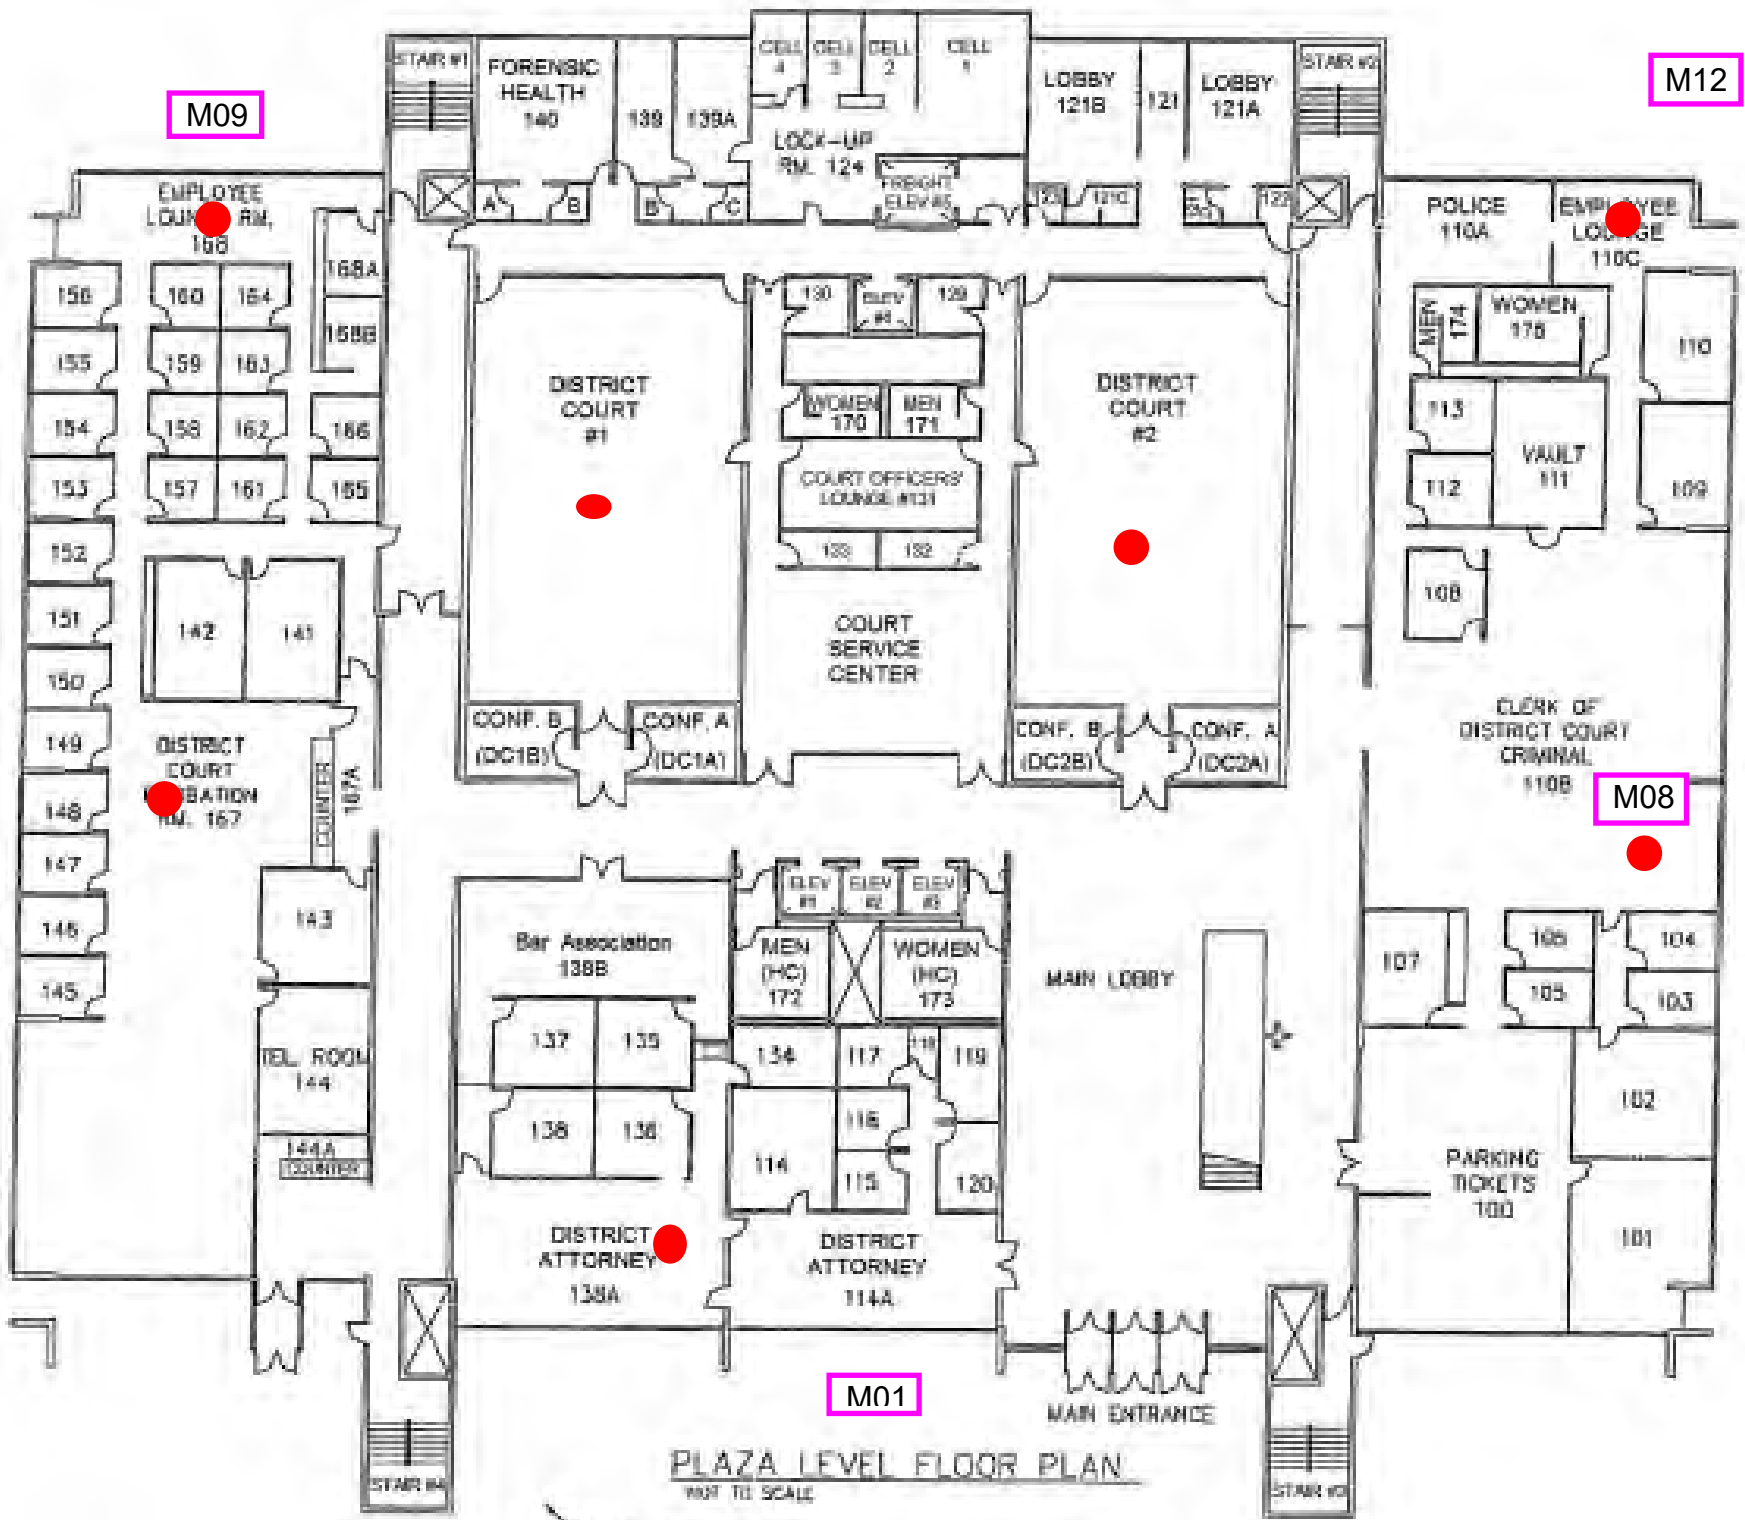 M09
M12
STAIR #1
FORENSIC
HEALTH
140
139
139A
CELL
4
CELL
3
CELL
2
CELL
1
LOBBY
121B
121
LOBBY
121A
STAIR #2
LOCK-UP
RM. 124
FREIGHT
ELEV #5
A
B
B
C
123
121C
122
EMPLOYEE
RM.
168
168A
168B
POLICE
110A
EMPLOYEE
LOUNGE
110C
156
160
164
155
159
163
154
158
162
166
153
157
161
165
152
151
150
149
148
147
146
145
142
141
130
ELEV
129
WOMEN
170
MEN
171
COURT OFFICERS'
LOUNGE #131
133
132
DISTRICT
COURT
#1
DISTRICT
COURT
#2
COURT
SERVICE
CENTER
MEN
174
WOMEN
110
113
112
VAULT
111
109
108
CONF. B
(DC1B)
CONF. A
(DC1A)
CONF. B
(DC2B)
CONF. A
(DC2A)
CLERK OF
DISTRICT COURT
CRIMINAL
110B
M08
DISTRICT
COURT
RM. 167
COUNTER
167A
143
TEL. ROOM
144
144A
COUNTER
Bar Association
138B
ELEV
#1
ELEV
#2
ELEV
#3
MEN
(HC)
172
WOMEN
(HC)
173
MAIN LOBBY
107
106
105
104
103
137
135
138
136
134
117
118
119
116
115
114
120
102
101
PARKING
TICKETS
100
DISTRICT
ATTORNEY
138A
DISTRICT
ATTORNEY
114A
M01
MAIN ENTRANCE
PLAZA LEVEL FLOOR PLAN
NOT TO SCALE
STAIR #4
STAIR #3